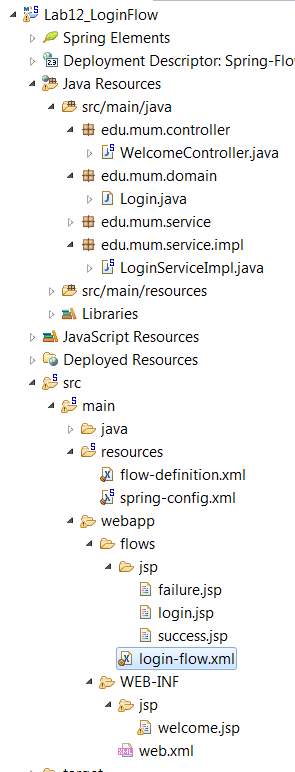 Lab12_LoginFlow
Spring Elements
Deployment Descriptor: Spring-Flo
Java Resources
src/main/java
edu.mum.controller
WelcomeController.java
edu.mum.domain
Login.java
edu.mum.service
edu.mum.service.impl
LoginServiceImpl.java
src/main/resources
Libraries
JavaScript Resources
Deployed Resources
src
main
java
resources
flow-definition.xml
spring-config.xml
webapp
flows
jsp
failure.jsp
login.jsp
success.jsp
login-flow.xml
WEB-INF
jsp
welcome.jsp
web.xml